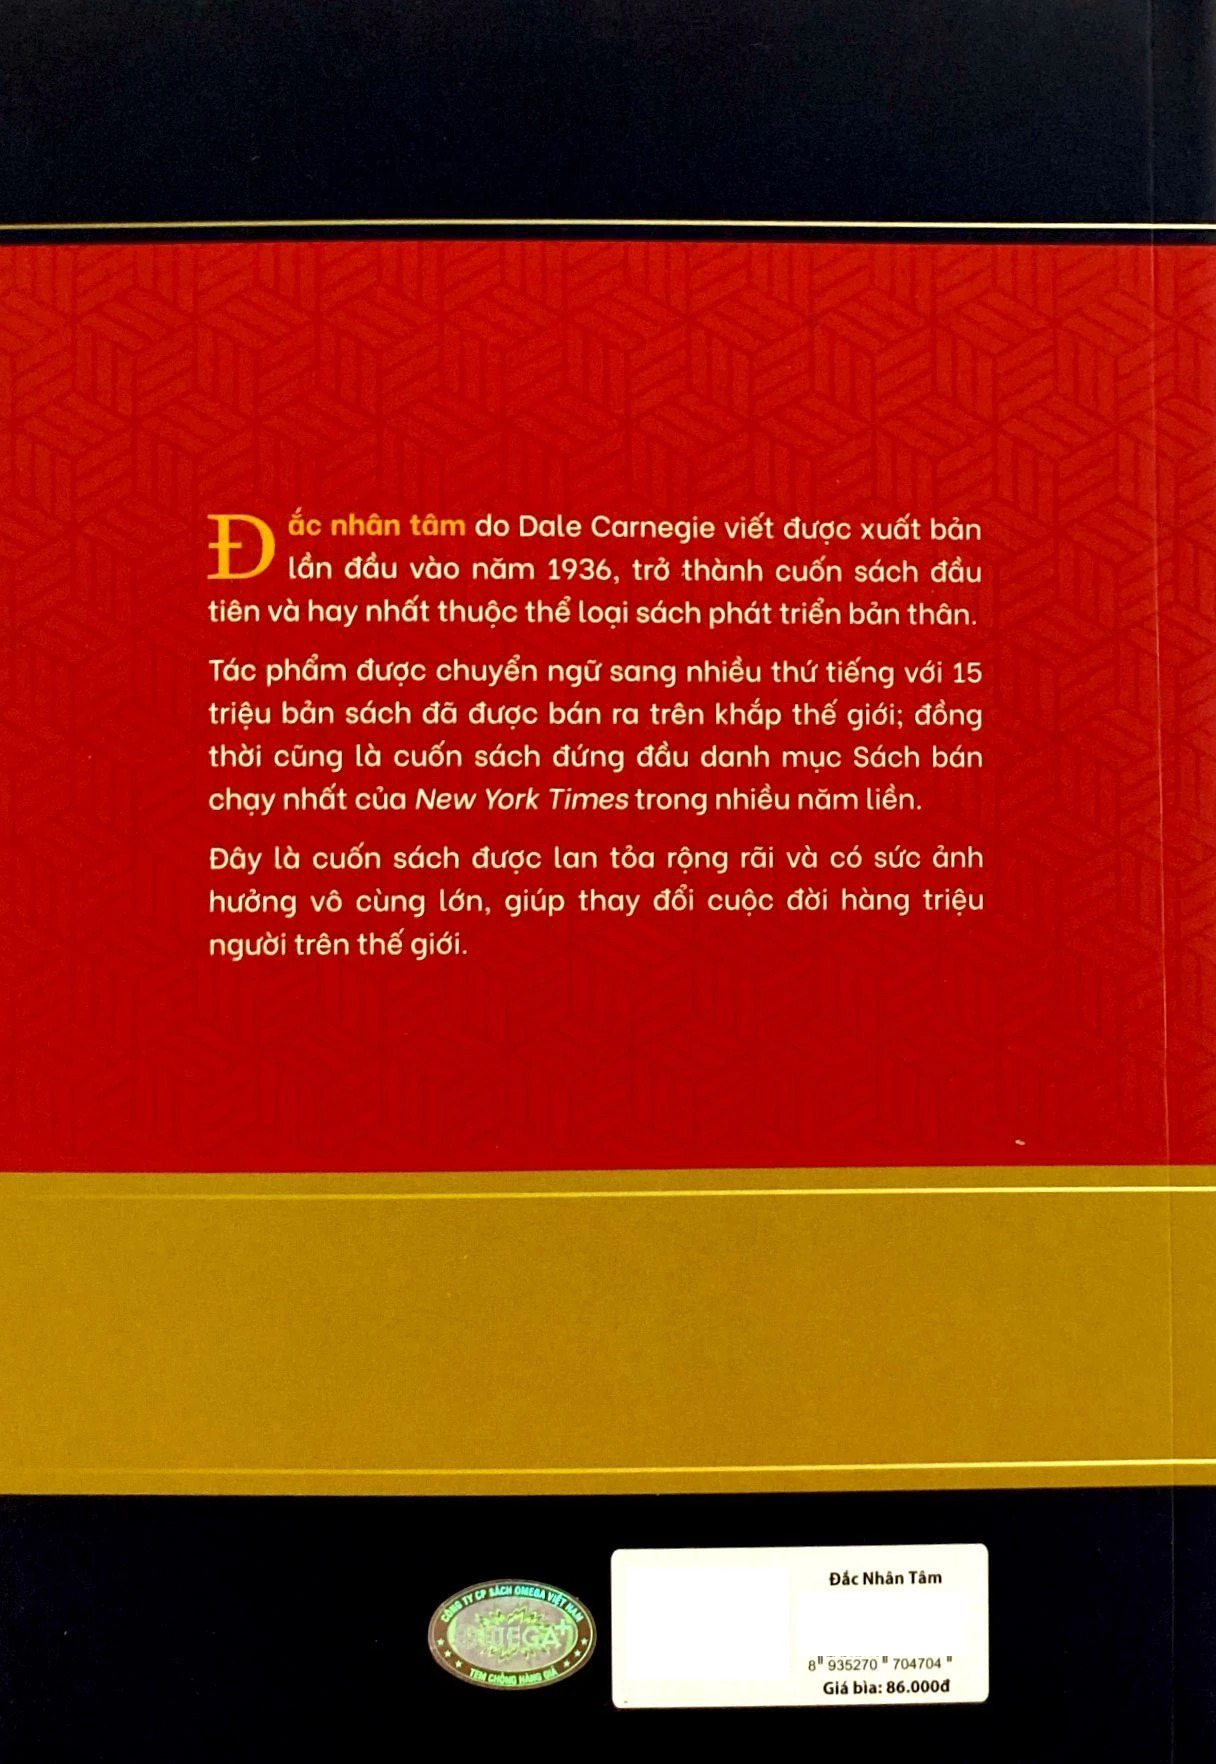 Đắc nhân tâm do Dale Carnegie viết được xuất bản
lần đầu vào năm 1936, trở thành cuốn sách đầu
tiên và hay nhất thuộc thể loại sách phát triển bản thân.
Tác phẩm được chuyển ngữ sang nhiều thứ tiếng với 15
triệu bản sách đã được bán ra trên khắp thế giới; đồng
thời cũng là cuốn sách đứng đầu danh mục Sách bán
chạy nhất của New York Times trong nhiều năm liền.
Đây là cuốn sách được lan tỏa rộng rãi và có sức ảnh
hưởng vô cùng lớn, giúp thay đổi cuộc đời hàng triệu
người trên thế giới.
CÔNG TY CP SÁCH OMEGA VIỆT NAM
OMEGA+
TEM CHỐNG HÀNG GIẢ
Đắc Nhân Tâm
8 935270 704704
Giá bìa: 86.000đ